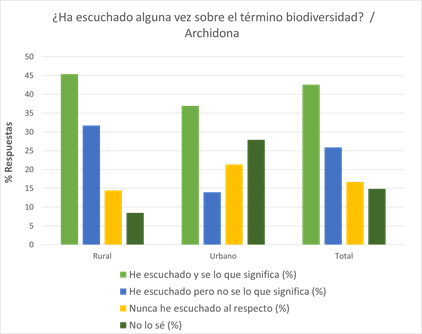 ¿Ha escuchado alguna vez sobre el término biodiversidad? /
Archidona
% Respuestas
50
45
40
35
30
25
20
15
10
5
0
Rural
Urbano
Total
He escuchado y se lo que significa (%)
He escuchado pero no se lo que significa (%)
Nunca he escuchado al respecto (%)
No lo sé (%)